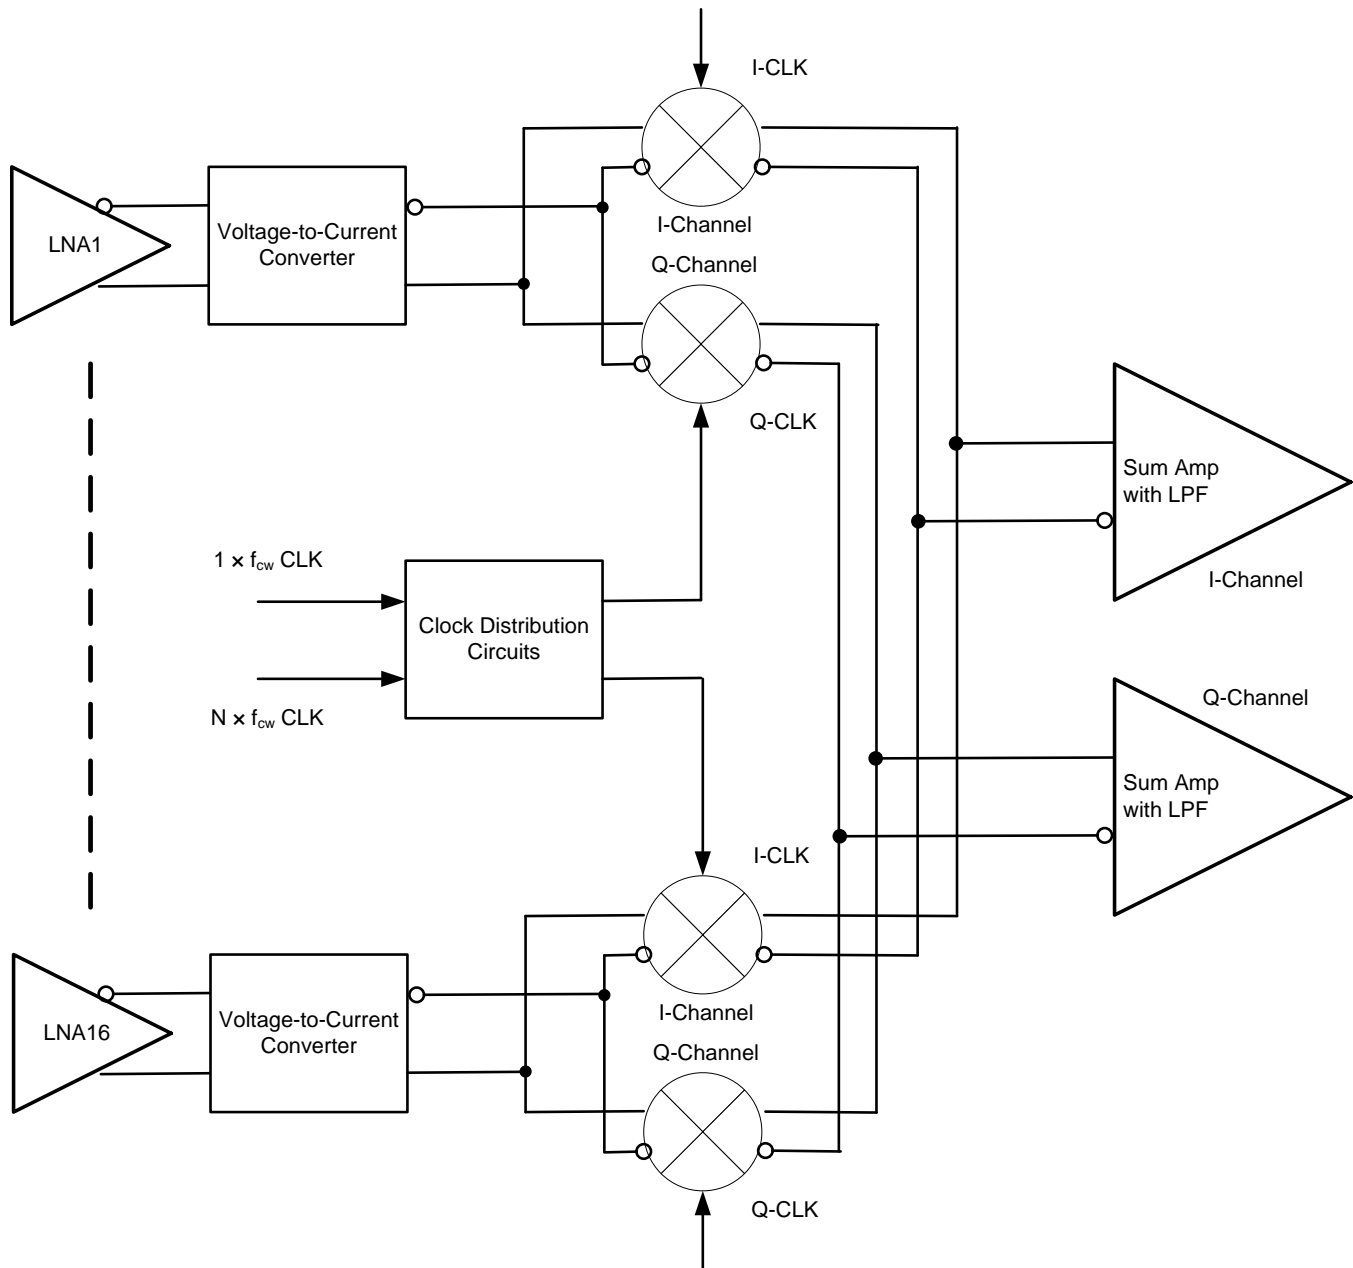 I-CLK
LNA1
Voltage-to-Current
Converter
I-Channel
Q-Channel
Q-CLK
Sum Amp
with LPF
I-Channel
1 × fcw CLK
Clock Distribution
Circuits
N × fcw CLK
Q-Channel
Sum Amp
with LPF
I-CLK
LNA16
Voltage-to-Current
Converter
I-Channel
Q-Channel
Q-CLK